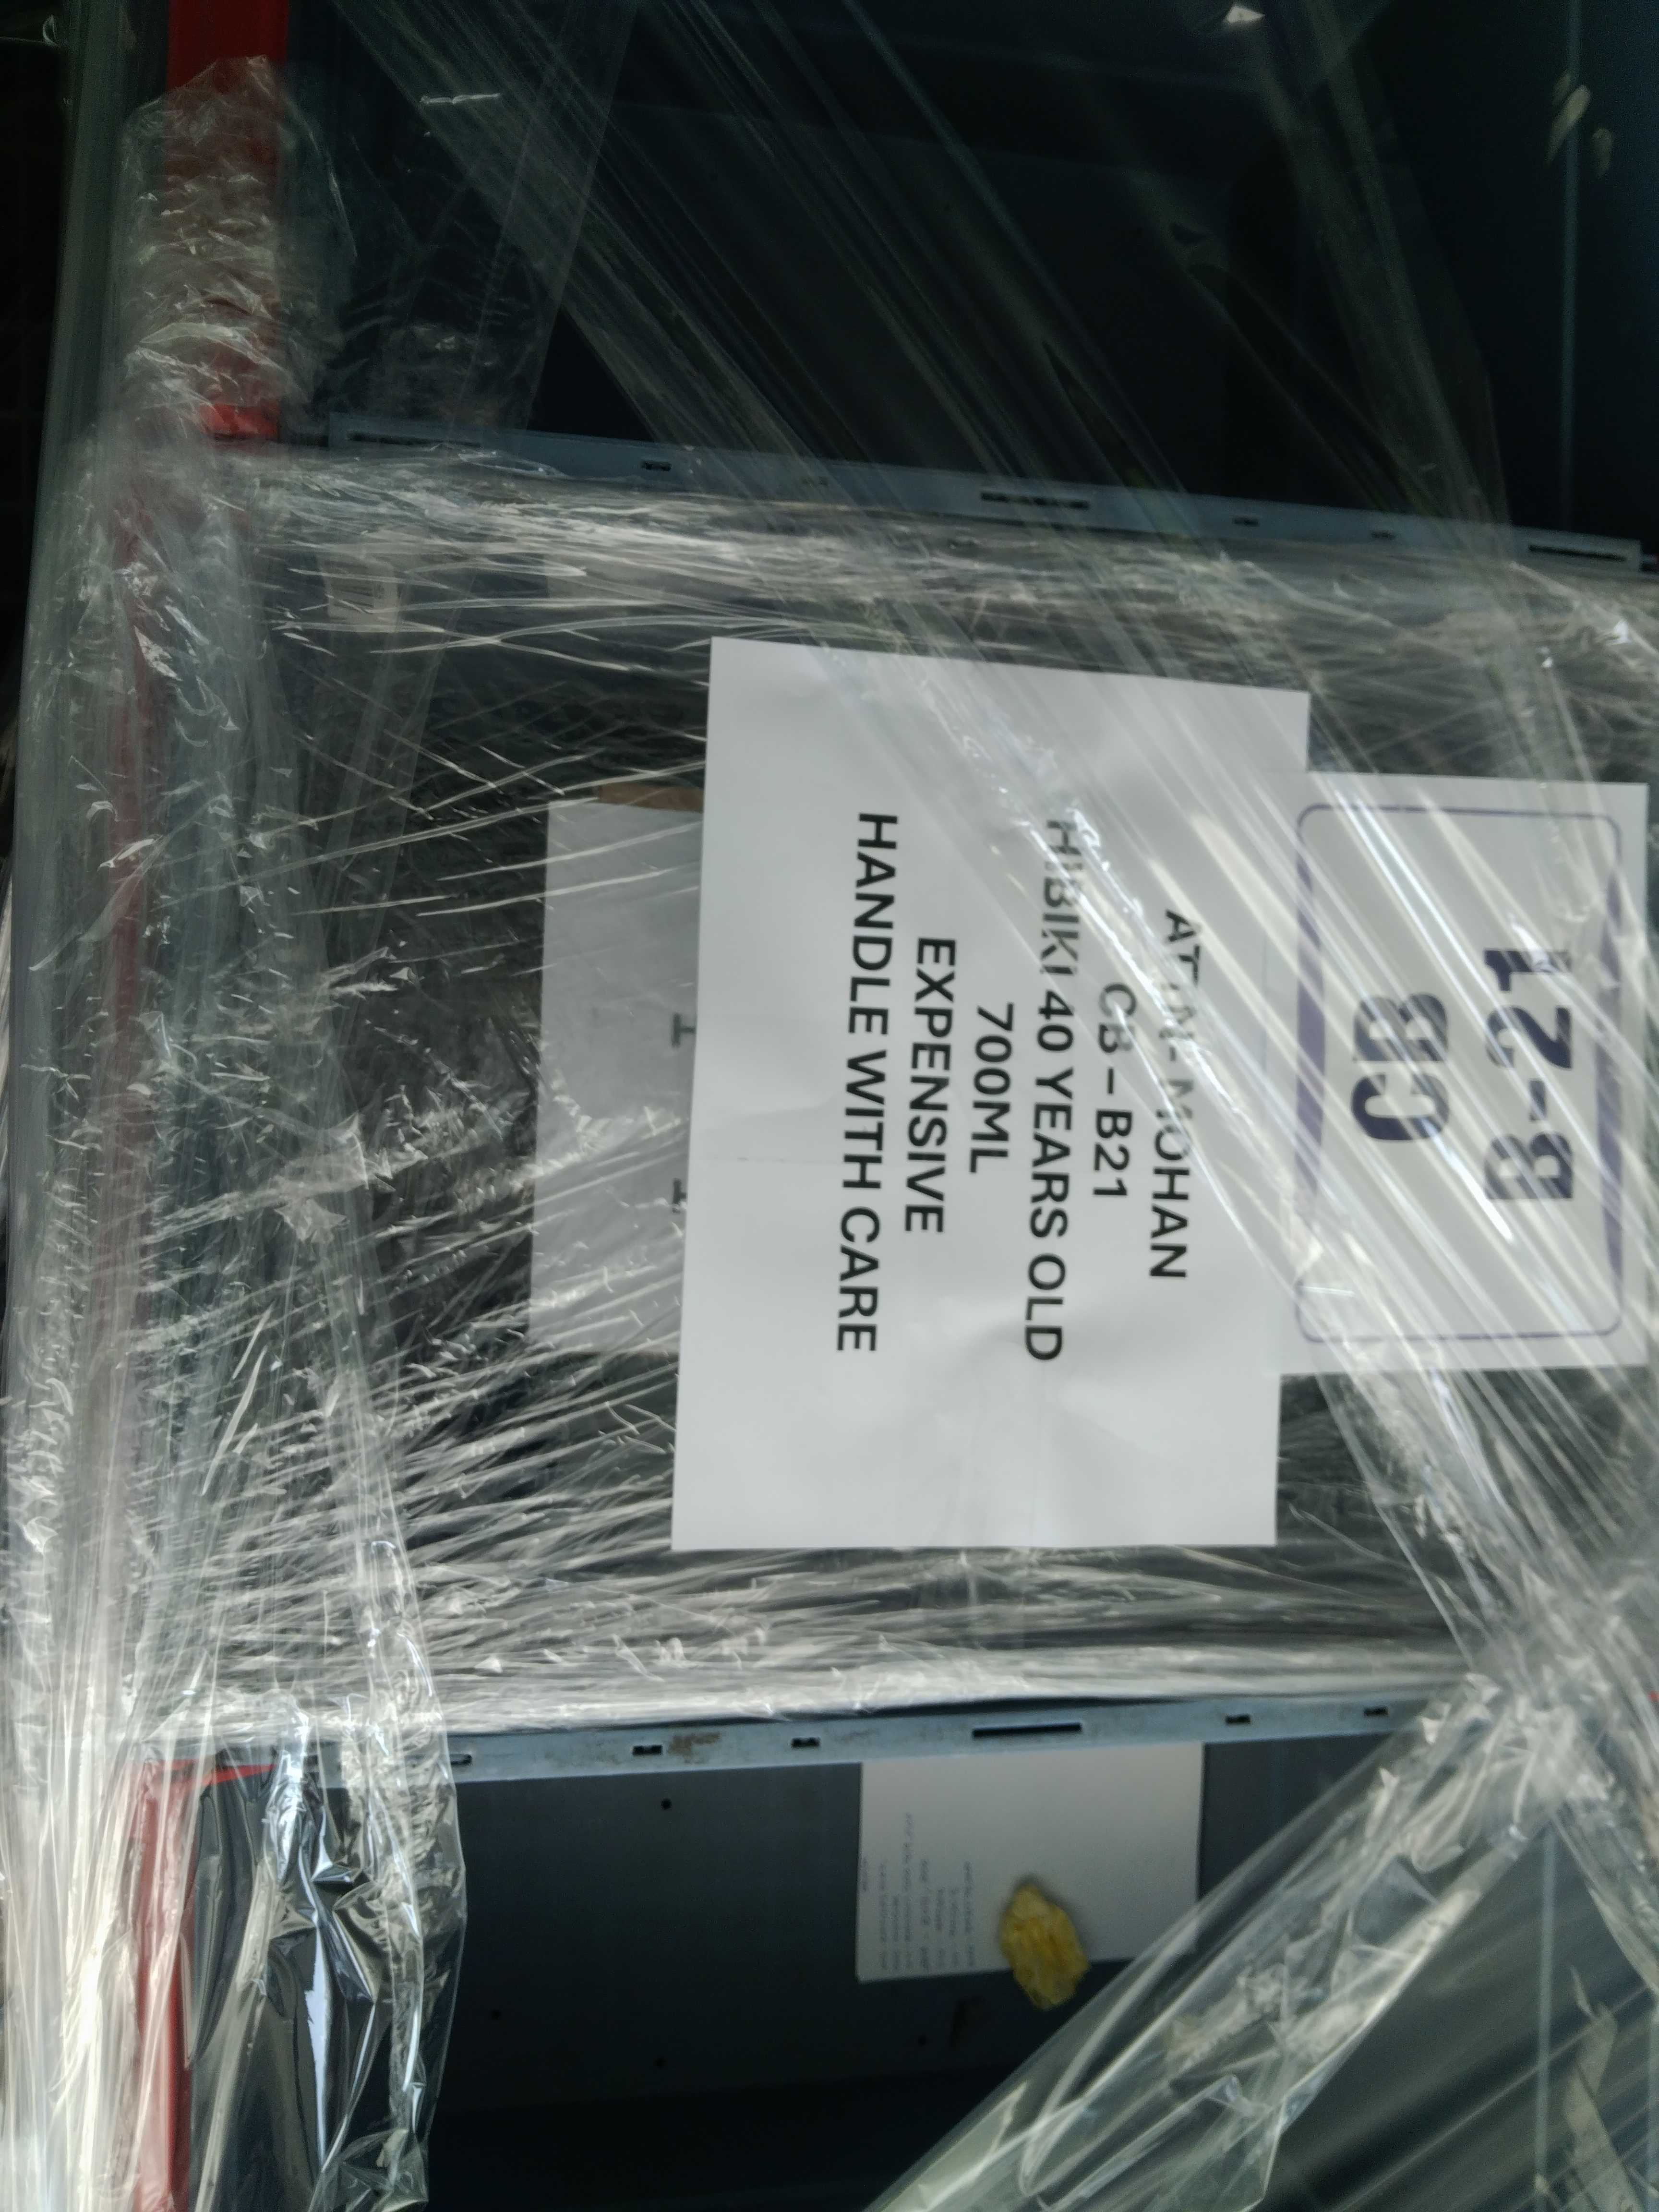 CB
B-21
ATTN- MOHAN
CB – B21
HIBIKI 40 YEARS OLD
700ML
EXPENSIVE
HANDLE WITH CARE